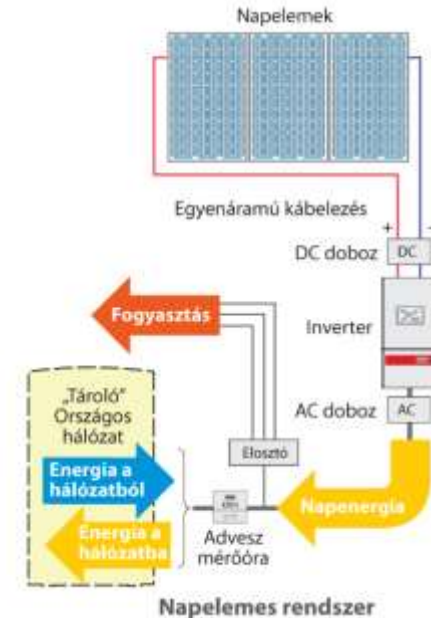 Napelemek
Egyenáramú kábelezés
+ -
DC doboz
DC
Inverter
Fogyasztás
AC doboz
AC
„Tároló”
Országos
hálózat
Elosztó
Energia a
hálózatból
Napenergia
Energia a
hálózatba
Advesz
mérőóra
Napelemes rendszer